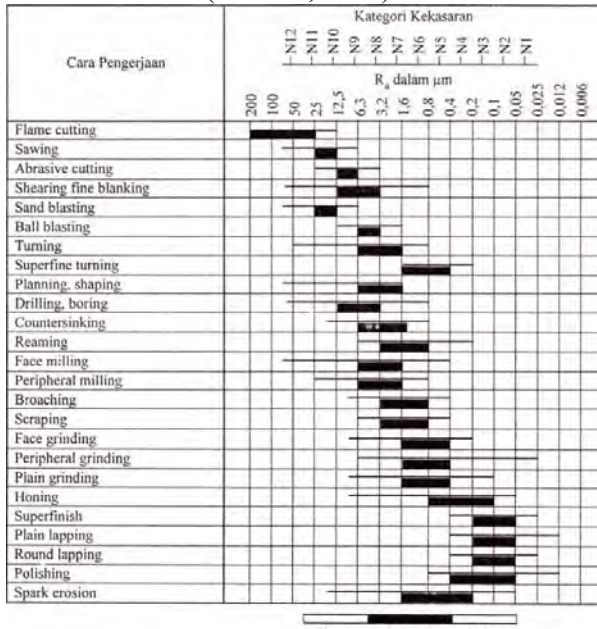 Kategori Kekasaran
Cara Pengerjaan
N12 N11 N10 N9 N8 N7 N6 N5 N4 N3 N2 N1
Ra dalam µm
200 100 50 25 12,5 6,3 3,2 1,6 0,8 0,4 0,2 0,1 0,05 0,025 0,012 0,006
Flame cutting
Sawing
Abrasive cutting
Shearing fine blanking
Sand blasting
Ball blasting
Turning
Superfine turning
Planning, shaping
Drilling, boring
Countersinking
Reaming
Face milling
Peripheral milling
Broaching
Scraping
Face grinding
Peripheral grinding
Plain grinding
Honing
Superfinish
Plain lapping
Round lapping
Polishing
Spark erosion